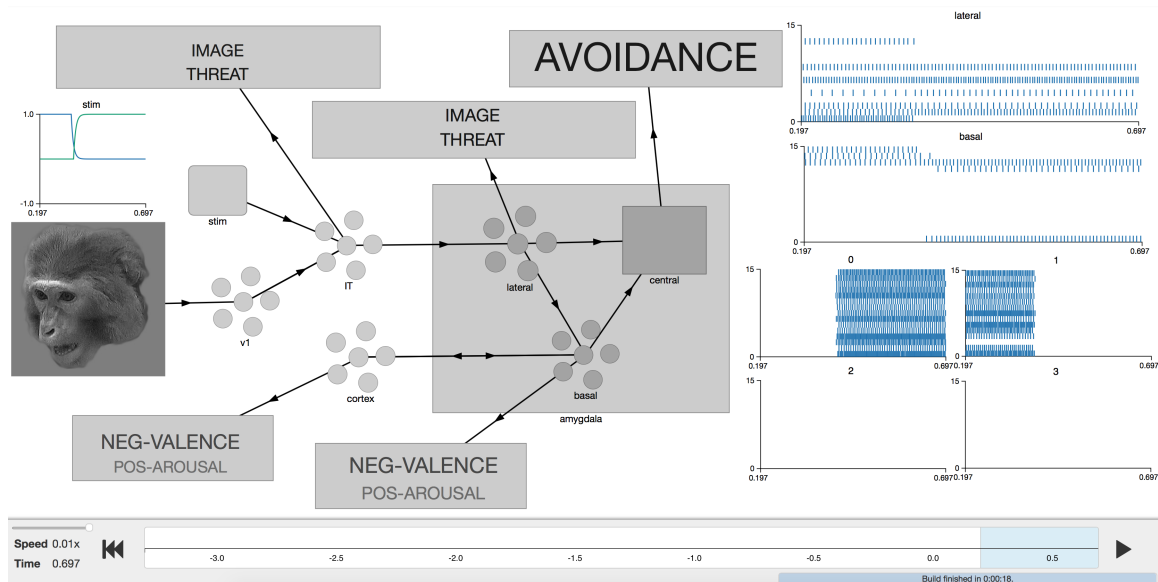 IMAGE
THREAT
AVOIDANCE
lateral
15
0
0.197
0.697
IMAGE
THREAT
stim
1.0
-1.0
0.197
0.697
basal
15
0
0.197
0.697
stim
IT
v1
lateral
central
cortex
basal
amygdala
NEG-VALENCE
POS-AROUSAL
NEG-VALENCE
POS-AROUSAL
0
15
0
0.197
0.697
1
15
0
0.197
0.697
2
15
0
0.197
0.697
3
15
0
0.197
0.697
Speed 0.01x
Time 0.697
-3.0
-2.5
-2.0
-1.5
-1.0
-0.5
0.0
0.5
Build finished in 0:00:18.